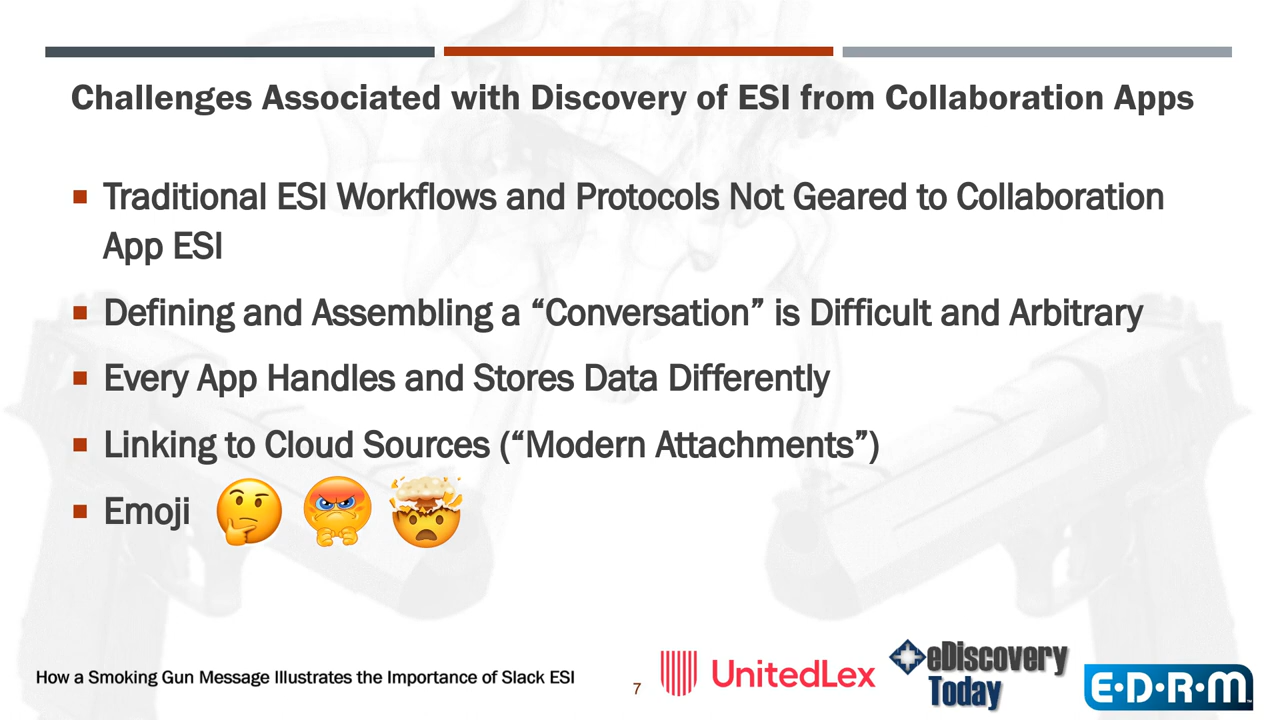 Challenges Associated with Discovery of ESI from Collaboration Apps
Traditional ESI Workflows and Protocols Not Geared to Collaboration
App ESI
Defining and Assembling a “Conversation” is Difficult and Arbitrary
Every App Handles and Stores Data Differently
Linking to Cloud Sources (“Modern Attachments”)
Emoji 🤔 😡 🤯
How a Smoking Gun Message Illustrates the Importance of Slack ESI
7
UnitedLex
eDiscovery
Today
E·D·R·M